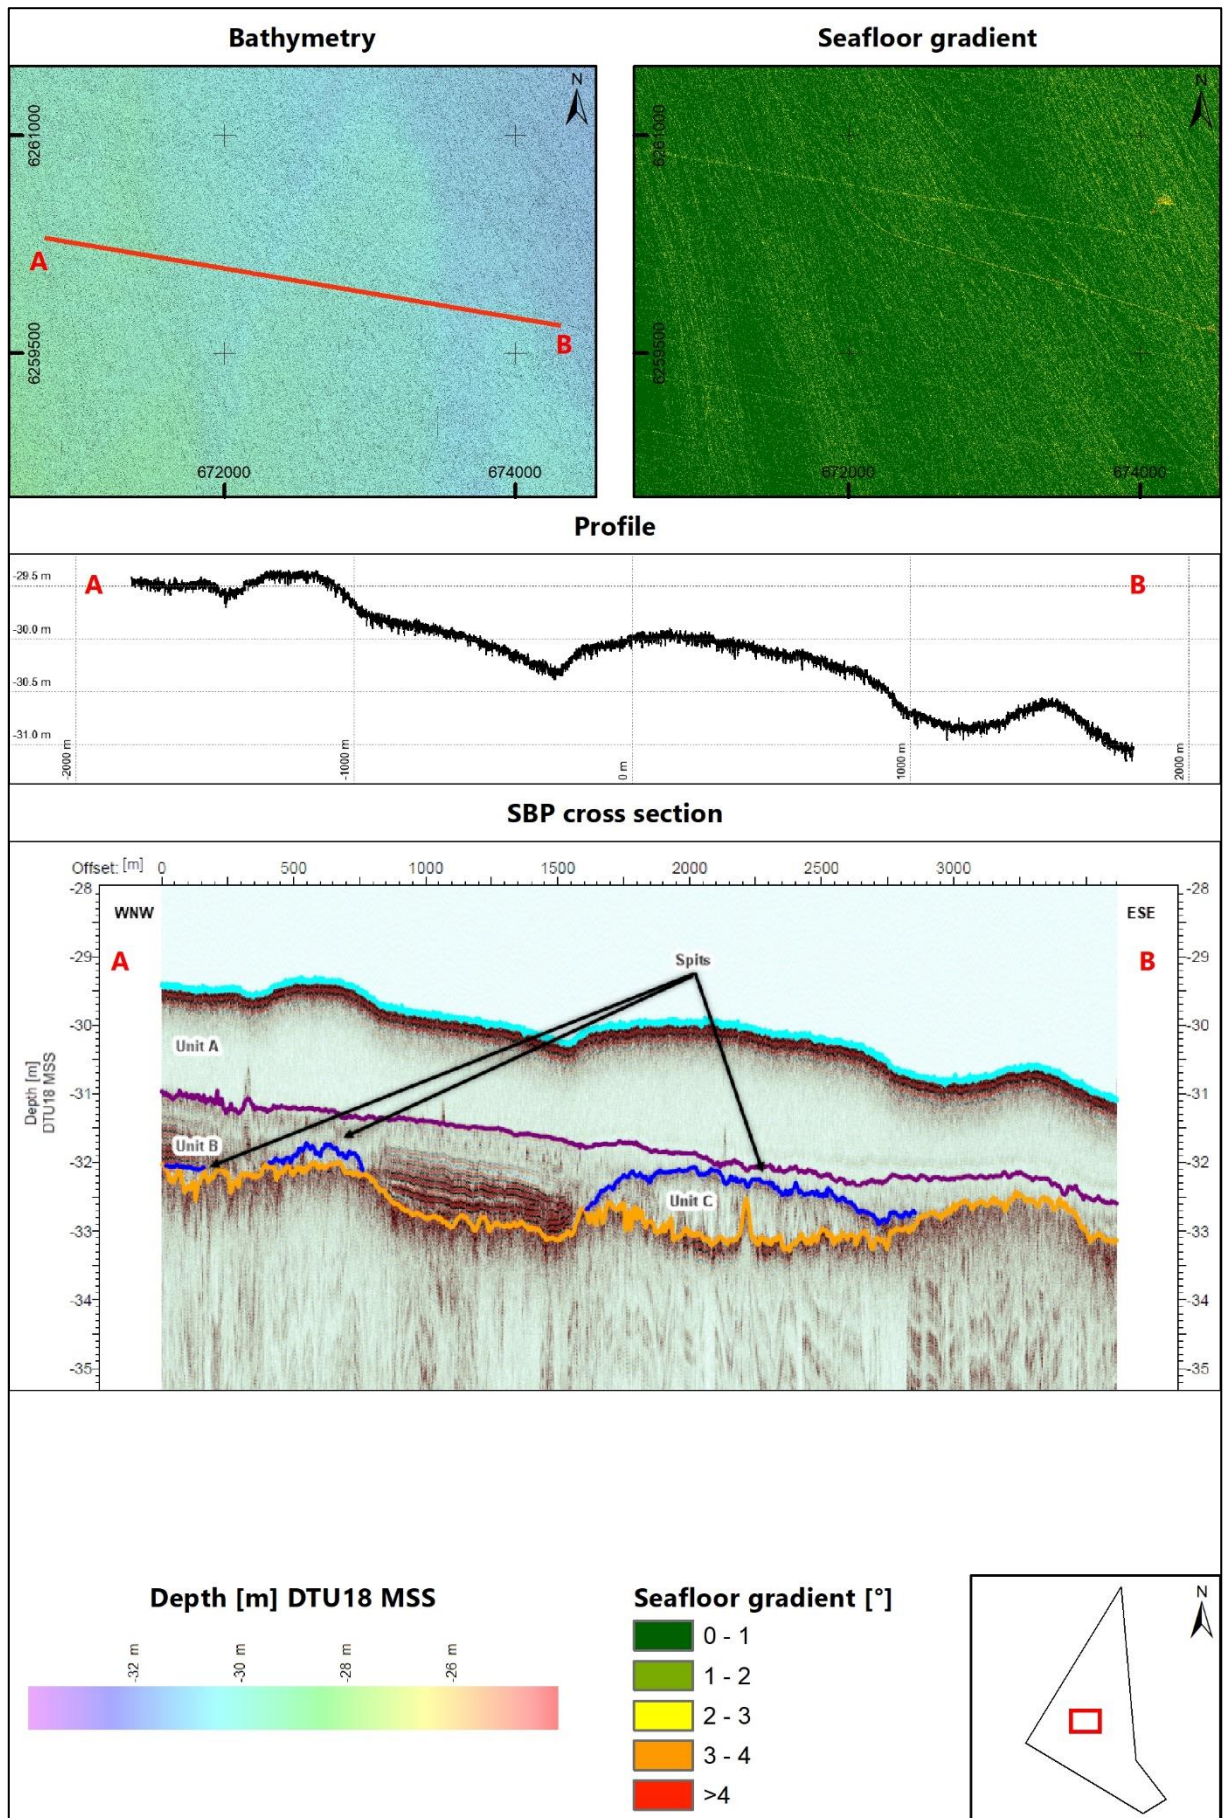 Bathymetry
Seafloor gradient
N
N
6261000
6261000
A
B
6259500
6259500
672000
674000
672000
674000
Profile
A
B
-29.5 m
-30.0 m
-30.5 m
-31.0 m
-2000 m
-1000 m
0 m
1000 m
2000 m
SBP cross section
Offset: [m] 0 500 1000 1500 2000 2500 3000
-28
-28
WNW
ESE
A
Spits
B
-29
-29
-30
-30
Unit A
Depth [m]
DTU18 MSS
-31
-31
Unit B
-32
-32
Unit C
-33
-33
-34
-34
-35
-35
Depth [m] DTU18 MSS
-32 m
-30 m
-28 m
-26 m
Seafloor gradient [°]
0 - 1
1 - 2
2 - 3
3 - 4
>4
N